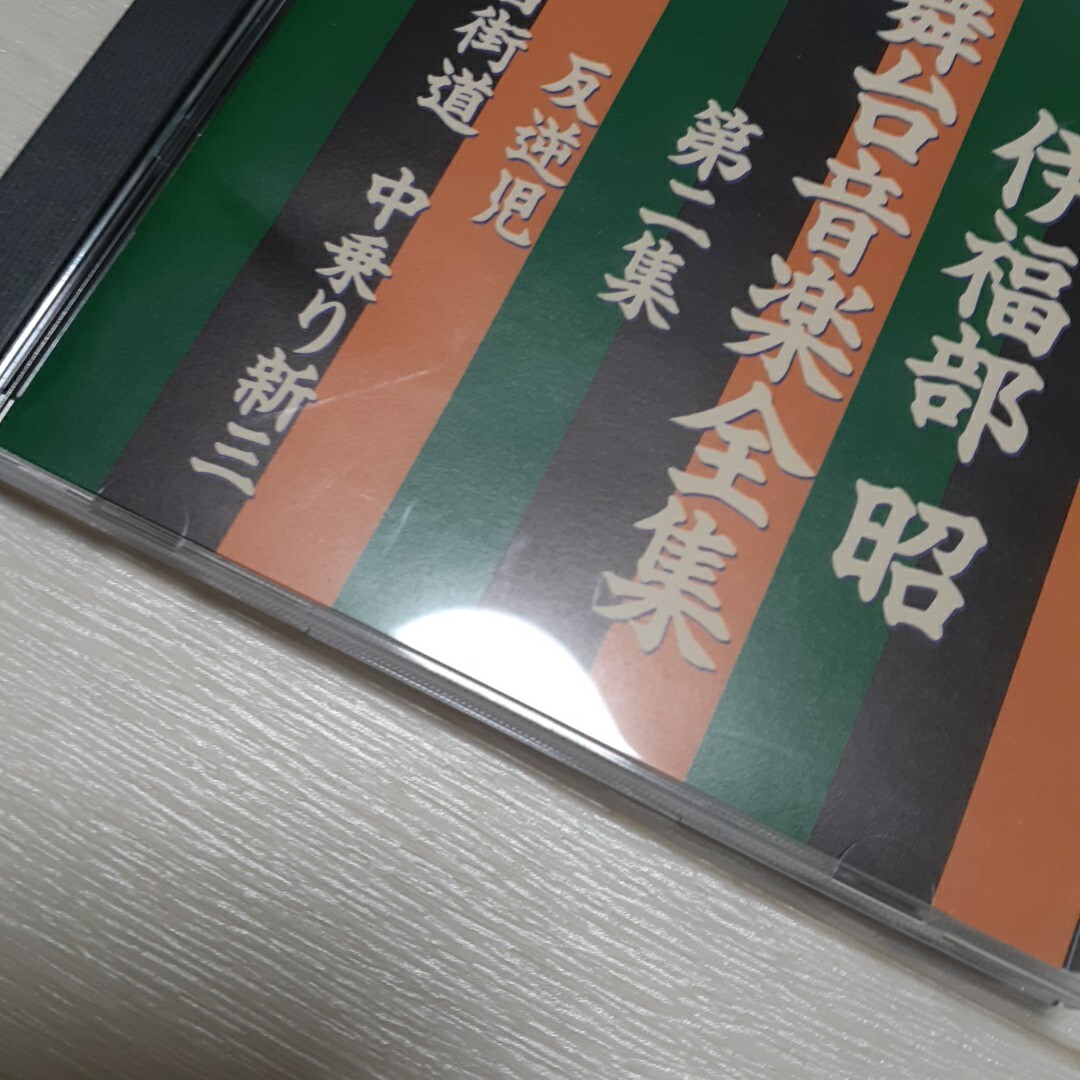 伊福部 昭
舞台音楽全集
第二集
反逆児
街道 中乗り新三